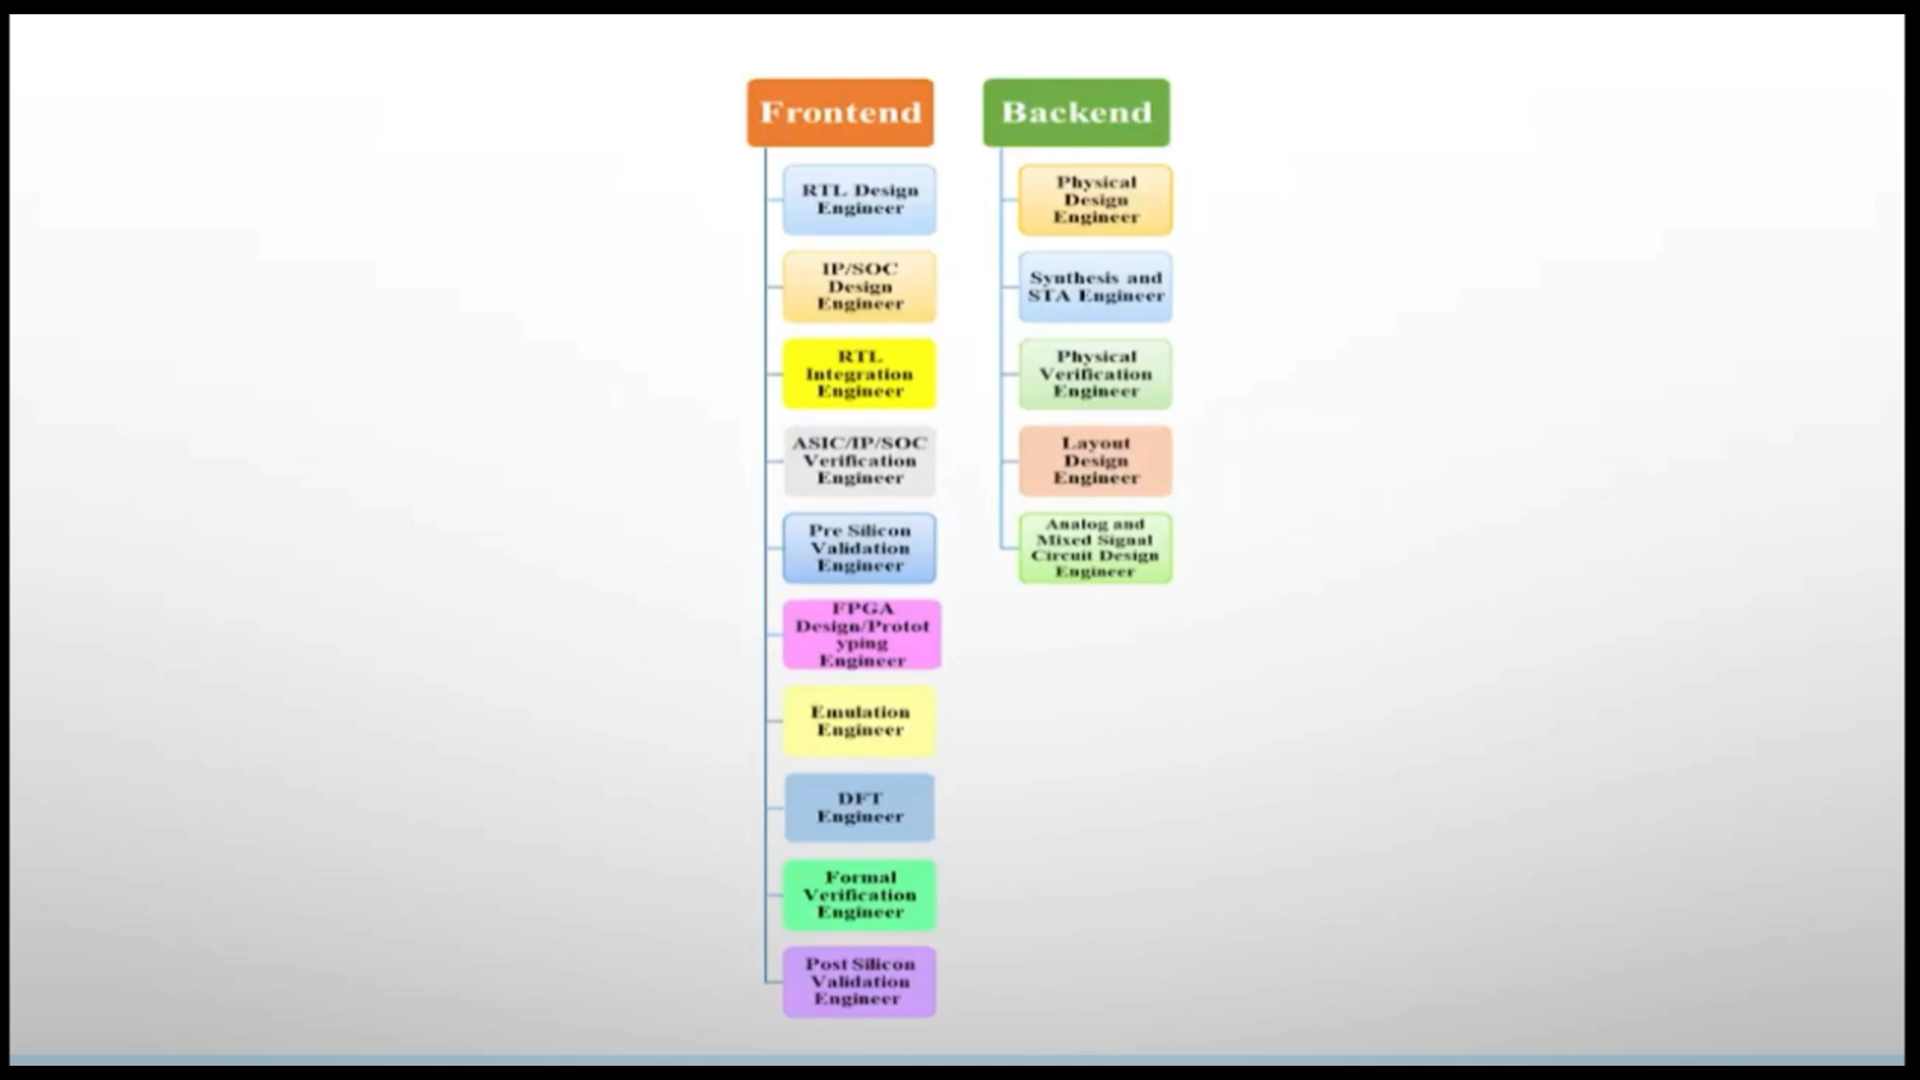 Frontend
RTL Design
Engineer
IP/SOC
Design
Engineer
RTL
Integration
Engineer
ASIC/IP/SOC
Verification
Engineer
Pre Silicon
Validation
Engineer
FPGA
Design/Protot
yping
Engineer
Emulation
Engineer
DFT
Engineer
Formal
Verification
Engineer
Post Silicon
Validation
Engineer
Backend
Physical
Design
Engineer
Synthesis and
STA Engineer
Physical
Verification
Engineer
Layout
Design
Engineer
Analog and
Mixed Signal
Circuit Design
Engineer